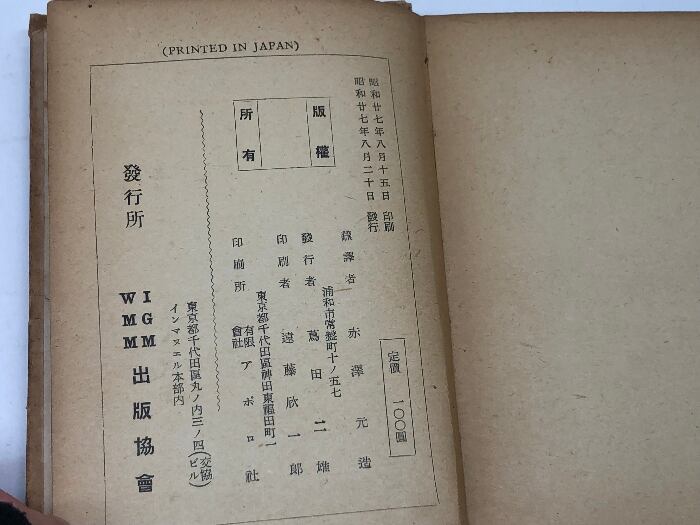 (PRINTED IN JAPAN)
昭和廿七年八月十五日 印刷
昭和廿七年八月二十日 發行
版權
所有
定價 一〇〇圓
譯者 赤澤元造
浦和市常盤町十ノ五七
發行者 蔦田二雄
印刷者 遠藤欣一郎
東京都千代田區神田東福田町一
印刷所 有限會社 アポロ社
東京都千代田區丸ノ内三ノ四(交協ビル)
インマヌエル本部内
發行所
IGM
WMM 出版協會